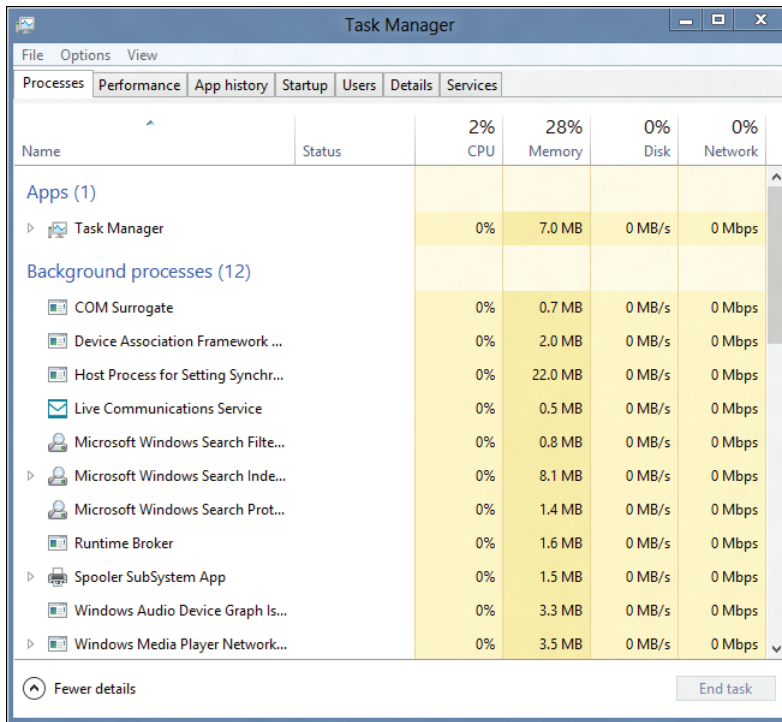 Task Manager
File Options View
Processes Performance App history Startup Users Details Services
2% 28% 0% 0%
Name Status CPU Memory Disk Network
Apps (1)
Task Manager 0% 7.0 MB 0 MB/s 0 Mbps
Background processes (12)
COM Surrogate 0% 0.7 MB 0 MB/s 0 Mbps
Device Association Framework ... 0% 2.0 MB 0 MB/s 0 Mbps
Host Process for Setting Synchr... 0% 22.0 MB 0 MB/s 0 Mbps
Live Communications Service 0% 0.5 MB 0 MB/s 0 Mbps
Microsoft Windows Search Filte... 0% 0.8 MB 0 MB/s 0 Mbps
Microsoft Windows Search Inde... 0% 8.1 MB 0 MB/s 0 Mbps
Microsoft Windows Search Prot... 0% 1.4 MB 0 MB/s 0 Mbps
Runtime Broker 0% 1.6 MB 0 MB/s 0 Mbps
Spooler SubSystem App 0% 1.5 MB 0 MB/s 0 Mbps
Windows Audio Device Graph Is... 0% 3.3 MB 0 MB/s 0 Mbps
Windows Media Player Network... 0% 3.5 MB 0 MB/s 0 Mbps
Fewer details End task